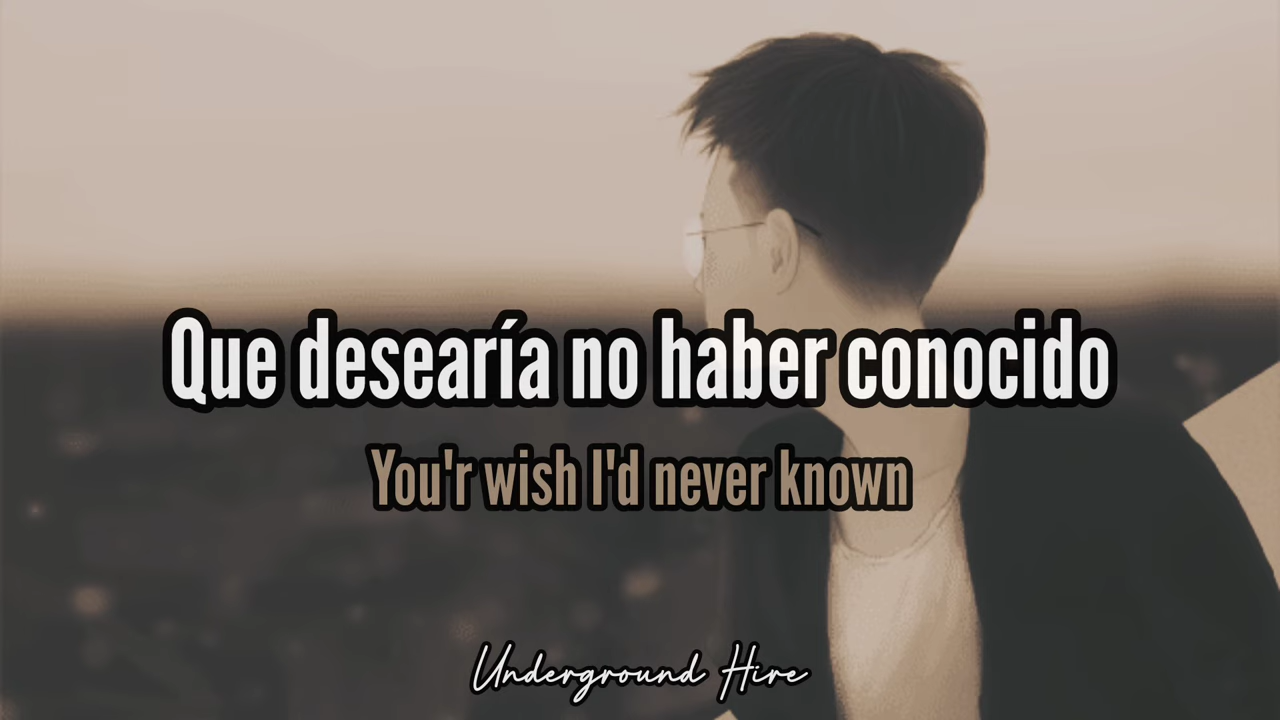 Que desearía no haber conocido
You'r wish I'd never known
Underground Hire